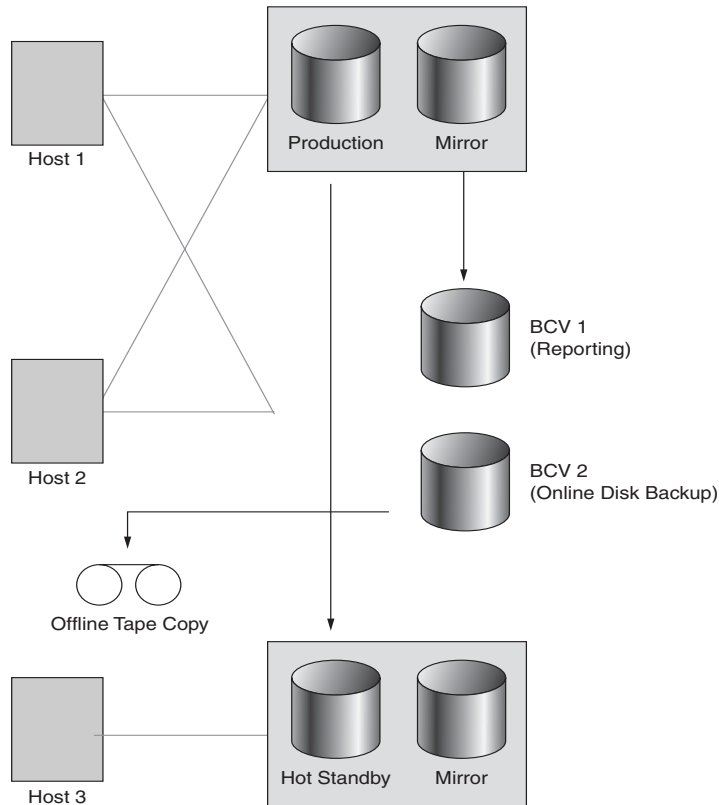 Production
Mirror
Host 1
BCV 1
(Reporting)
BCV 2
(Online Disk Backup)
Host 2
Offline Tape Copy
Hot Standby
Mirror
Host 3